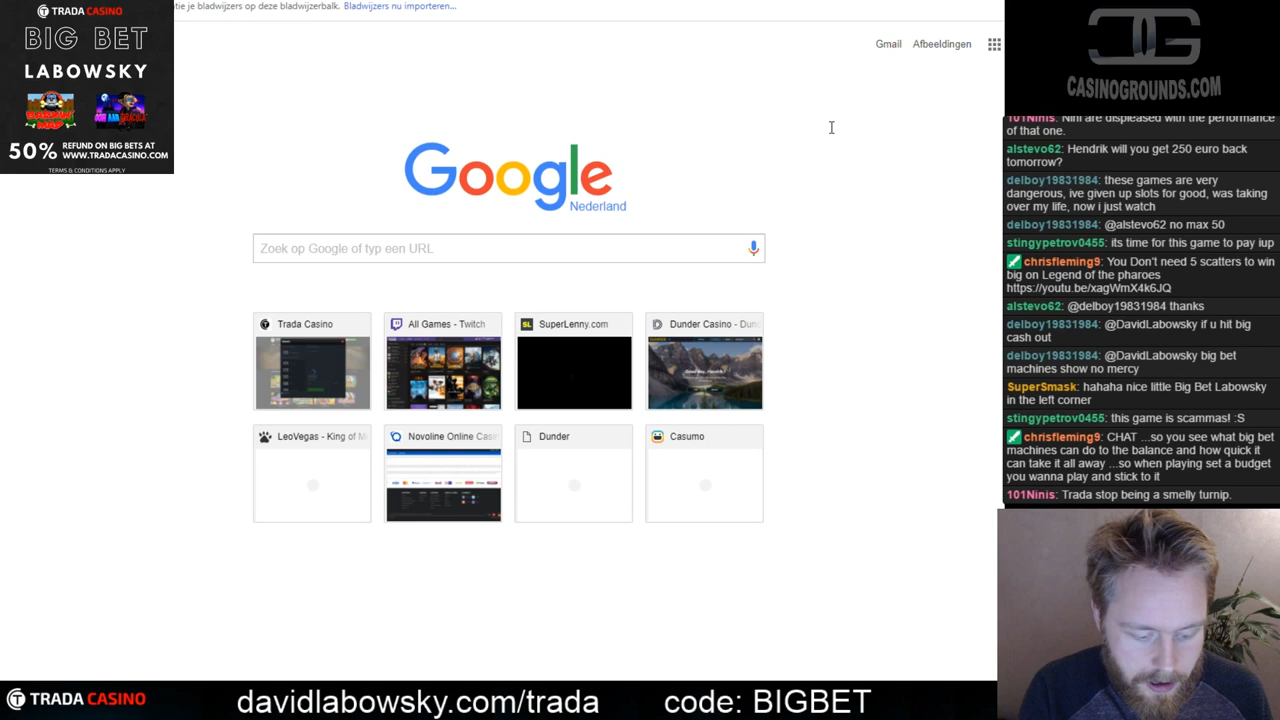 TRADA CASINO
BIG BET
LABOWSKY
50% REFUND ON BIG BETS AT
WWW.TRADACASINO.COM
TERMS & CONDITIONS APPLY
tie je bladwijzers op deze bladwijzerbalk. Bladwijzers nu importeren...
Gmail Afbeeldingen
Google
Nederland
Zoek op Google of typ een URL
Trada Casino
All Games - Twitch
SuperLenny.com
Dunder Casino - Dun
LeoVegas - King of M
Novoline Online Casin
Dunder
Casumo
CASINOGROUNDS.COM
101Ninis: Nini are displeased with the performance
of that one.
alstevo62: Hendrik will you get 250 euro back
tomorrow?
delboy19831984: these games are very
dangerous, ive given up slots for good, was taking
over my life, now i just watch
delboy19831984: @alstevo62 no max 50
stingypetrov0455: its time for this game to pay iup
chrisfleming9: You Don't need 5 scatters to win
big on Legend of the pharoes
https://youtu.be/xagWmX4k6JQ
alstevo62: @delboy19831984 thanks
delboy19831984: @DavidLabowsky if u hit big
cash out
delboy19831984: @DavidLabowsky big bet
machines show no mercy
SuperSmask: hahaha nice little Big Bet Labowsky
in the left corner
stingypetrov0455: this game is scammas! :S
chrisfleming9: CHAT ...so you see what big bet
machines can do to the balance and how quick it
can take it all away ...so when playing set a budget
you wanna play and stick to it
101Ninis: Trada stop being a smelly turnip.
TRADA CASINO
davidlabowsky.com/trada code: BIGBET